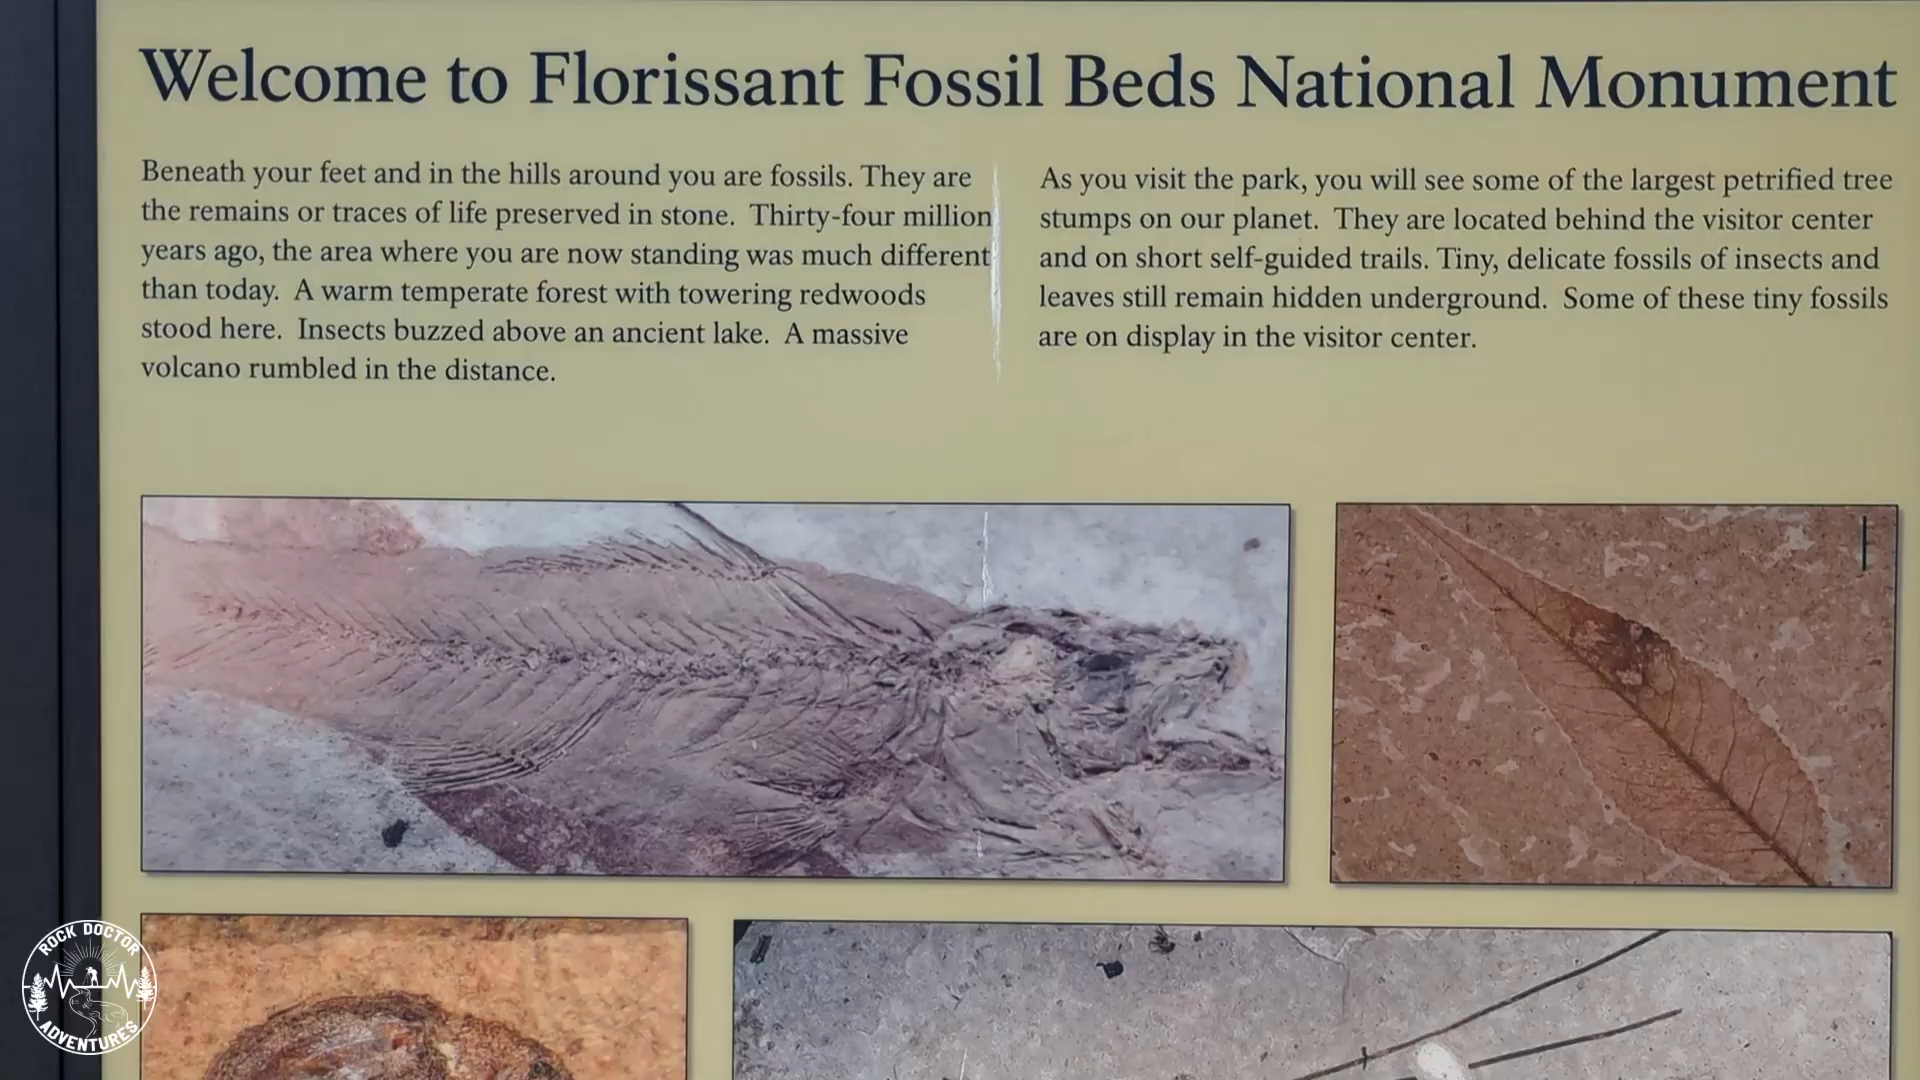 Welcome to Florissant Fossil Beds National Monument
Beneath your feet and in the hills around you are fossils. They are
the remains or traces of life preserved in stone. Thirty-four million
years ago, the area where you are now standing was much different
than today. A warm temperate forest with towering redwoods
stood here. Insects buzzed above an ancient lake. A massive
volcano rumbled in the distance.
As you visit the park, you will see some of the largest petrified tree
stumps on our planet. They are located behind the visitor center
and on short self-guided trails. Tiny, delicate fossils of insects and
leaves still remain hidden underground. Some of these tiny fossils
are on display in the visitor center.
ROCK DOCTOR
ADVENTURES